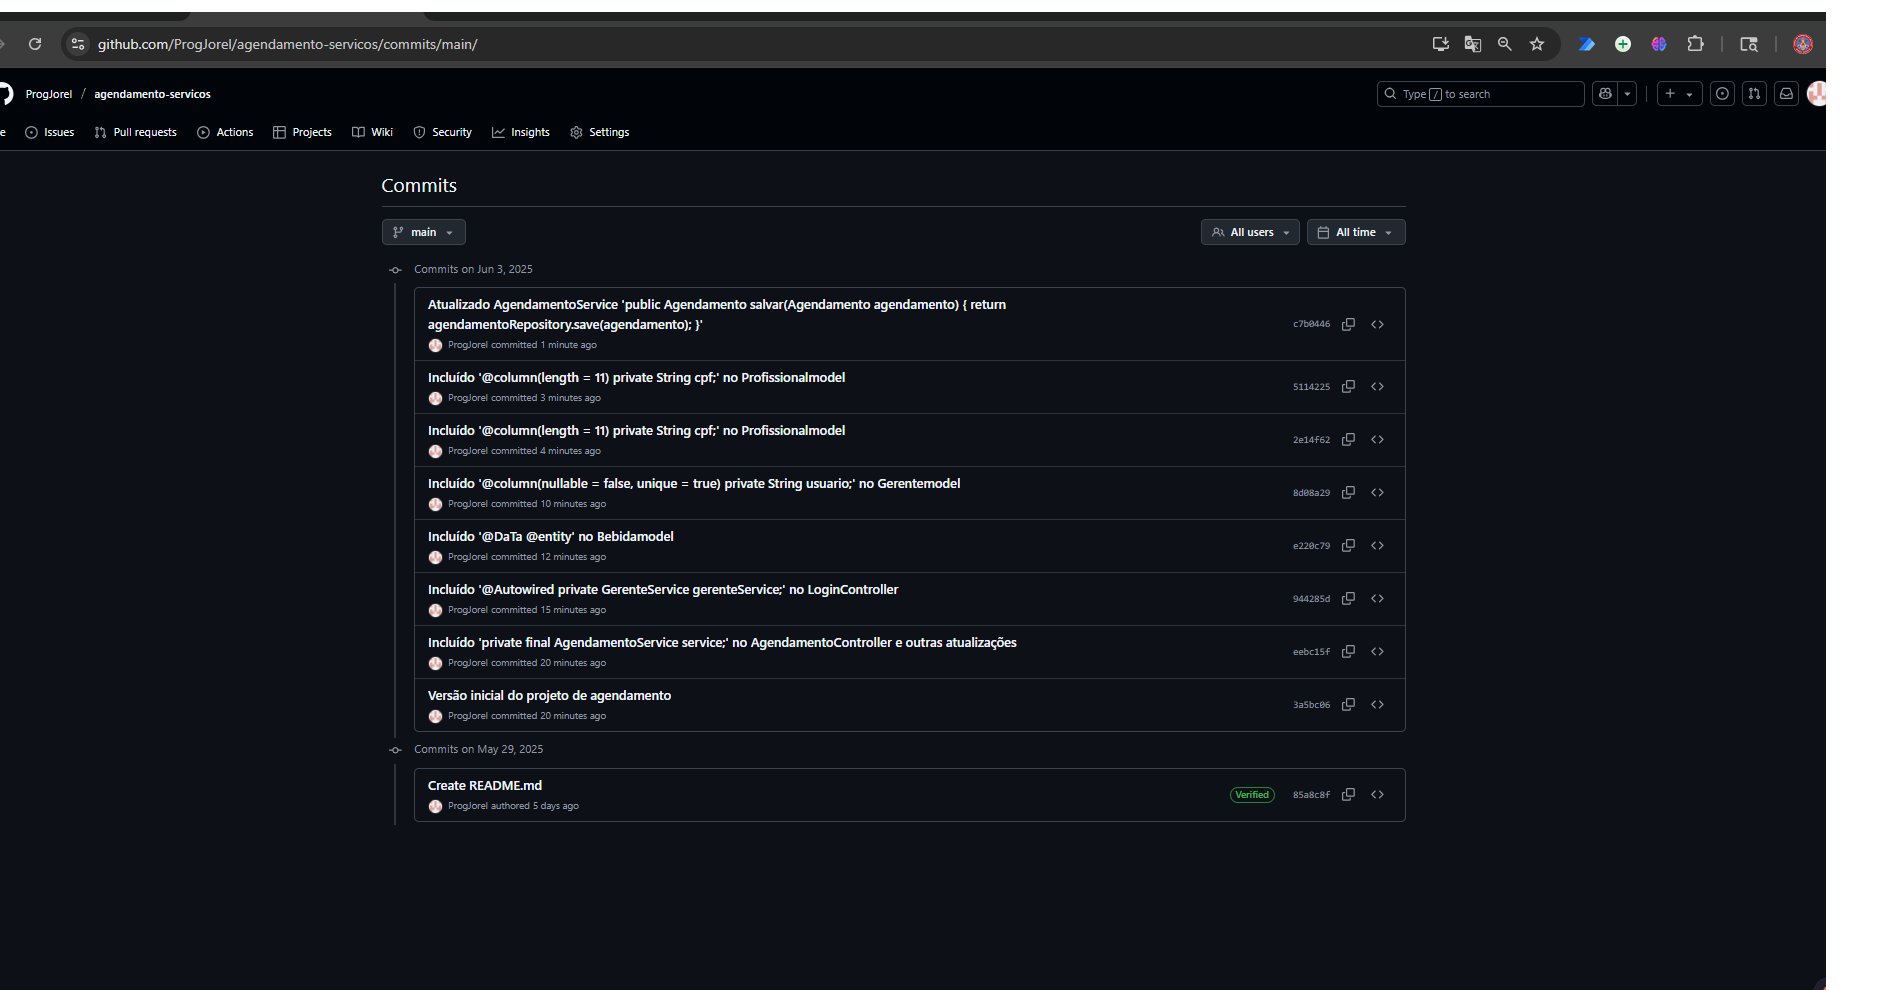 github.com/ProgJorel/agendamento-servicos/commits/main/
ProgJorel / agendamento-servicos
Type / to search
e Issues Pull requests Actions Projects Wiki Security Insights Settings
Commits
main All users All time
Commits on Jun 3, 2025
Atualizado AgendamentoService 'public Agendamento salvar(Agendamento agendamento) { return
agendamentoRepository.save(agendamento); }'
c7b0446
ProgJorel committed 1 minute ago
Incluído '@column(length = 11) private String cpf;' no Profissionalmodel
5114225
ProgJorel committed 3 minutes ago
Incluído '@column(length = 11) private String cpf;' no Profissionalmodel
2e14f62
ProgJorel committed 4 minutes ago
Incluído '@column(nullable = false, unique = true) private String usuario;' no Gerentemodel
8d08a29
ProgJorel committed 10 minutes ago
Incluído '@DaTa @entity' no Bebidamodel
e220c79
ProgJorel committed 12 minutes ago
Incluído '@Autowired private GerenteService gerenteService;' no LoginController
944285d
ProgJorel committed 15 minutes ago
Incluído 'private final AgendamentoService service;' no AgendamentoController e outras atualizações
eebc15f
ProgJorel committed 20 minutes ago
Versão inicial do projeto de agendamento
3a5bc06
ProgJorel committed 20 minutes ago
Commits on May 29, 2025
Create README.md
Verified 85a8c8f
ProgJorel authored 5 days ago